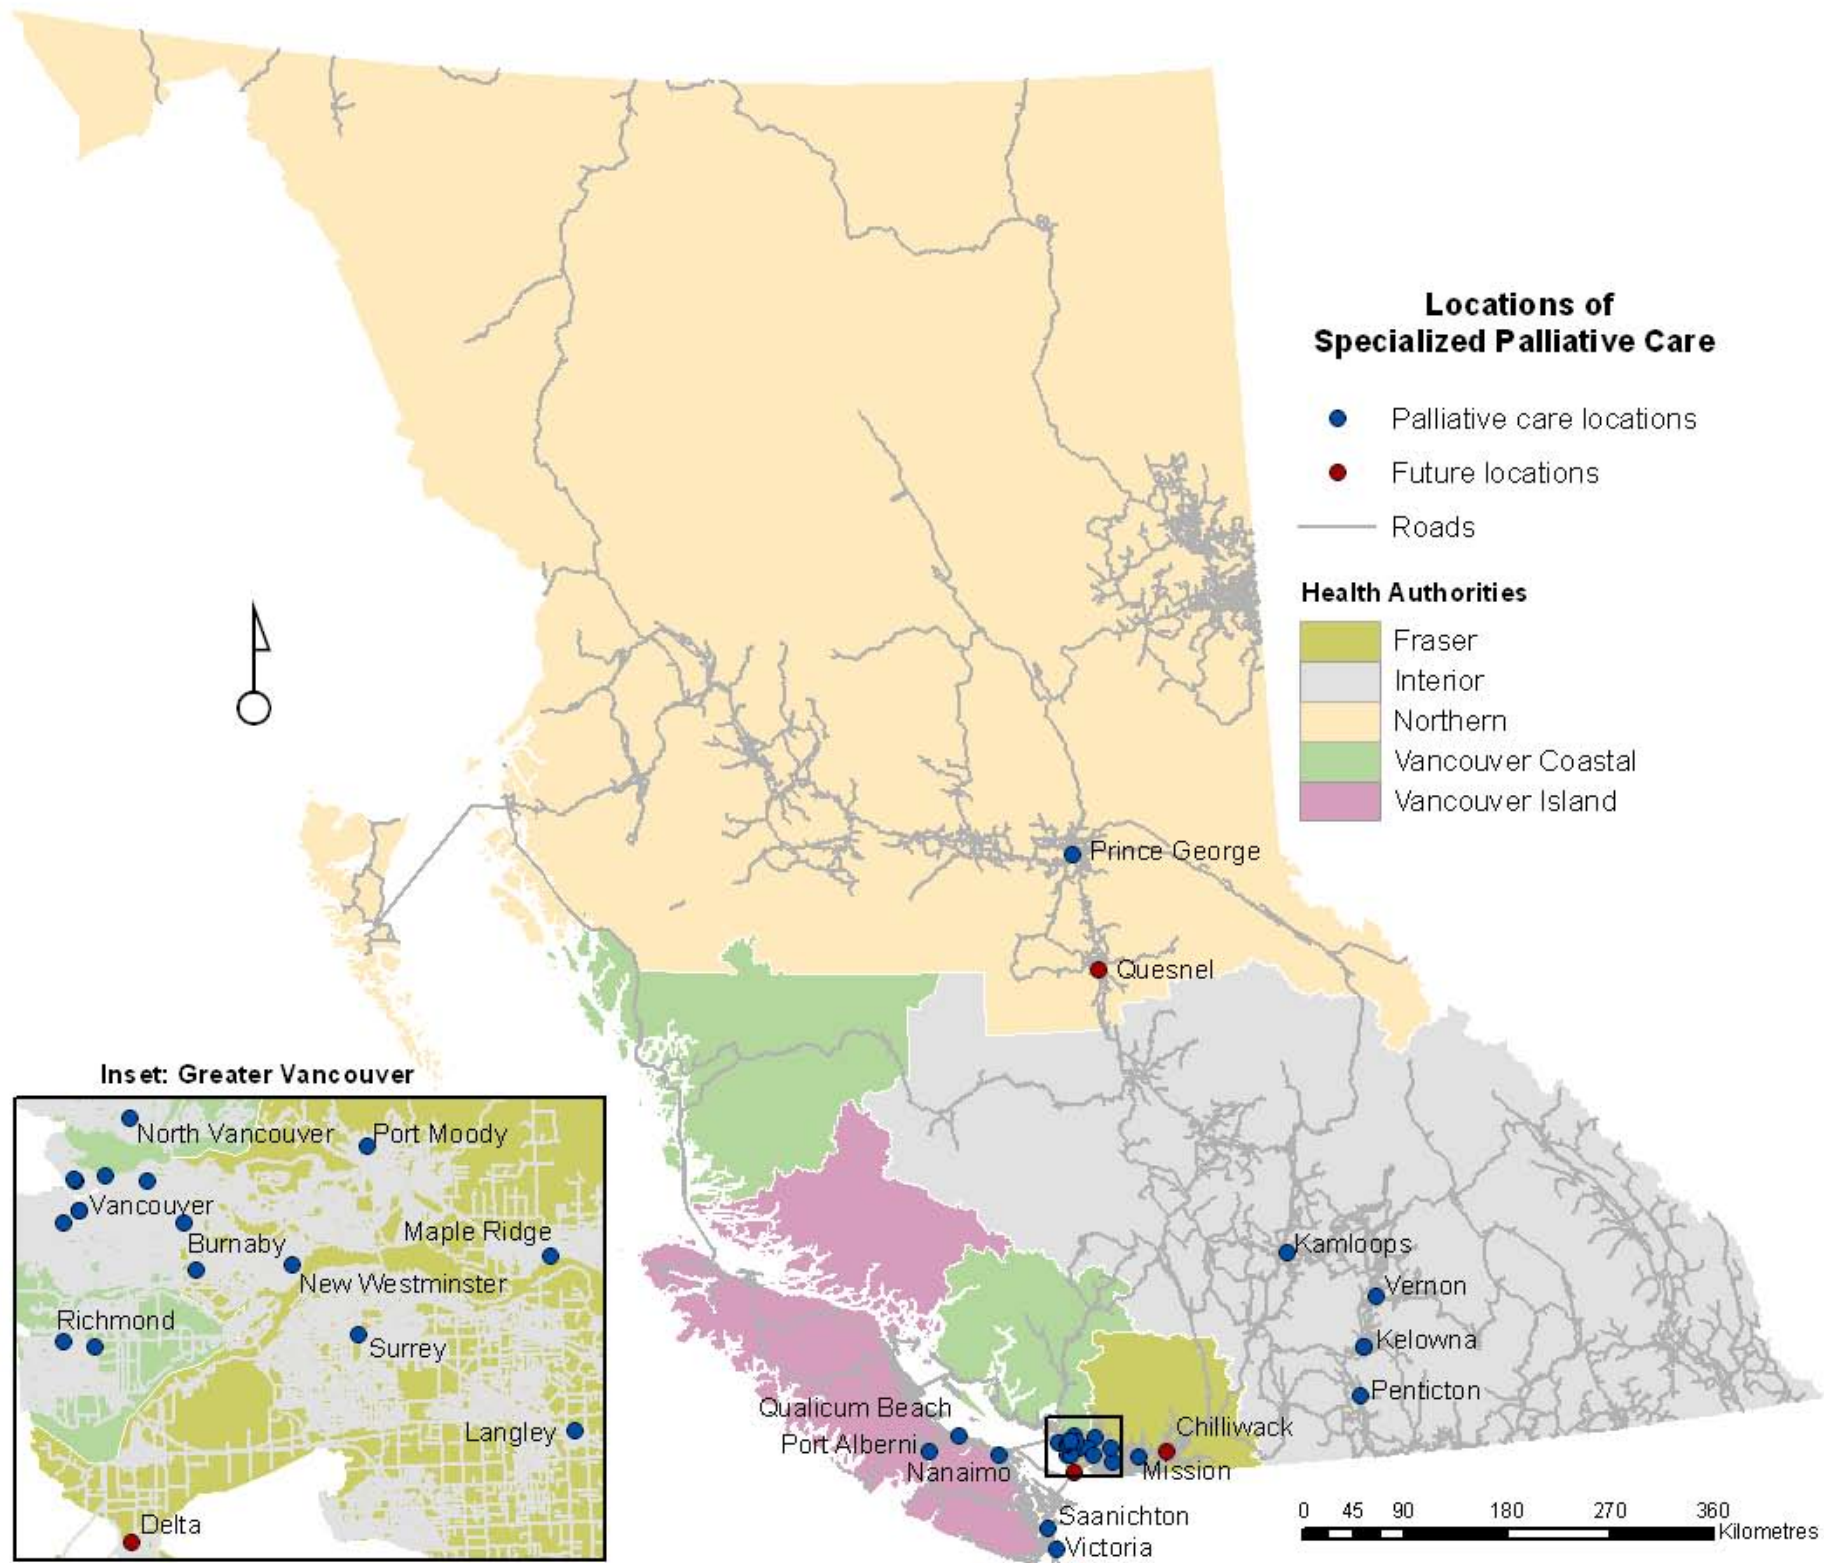 Locations of
Specialized Palliative Care
Palliative care locations
Future locations
Roads
Health Authorities
Fraser
Interior
Northern
Vancouver Coastal
Vancouver Island
Prince George
Quesnel
Kamloops
Vernon
Kelowna
Penticton
Chilliwack
Mission
Qualicum Beach
Port Alberni
Nanaimo
Saanichton
Victoria
Inset: Greater Vancouver
North Vancouver
Port Moody
Vancouver
Maple Ridge
Burnaby
New Westminster
Richmond
Surrey
Langley
Delta
0 45 90 180 270 360
Kilometres